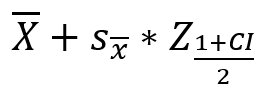 X̅ + s_x̅ * Z_(1+CI)/2